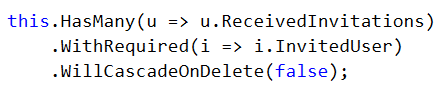 this.HasMany(u => u.ReceivedInvitations)
    .WithRequired(i => i.InvitedUser)
    .WillCascadeOnDelete(false);